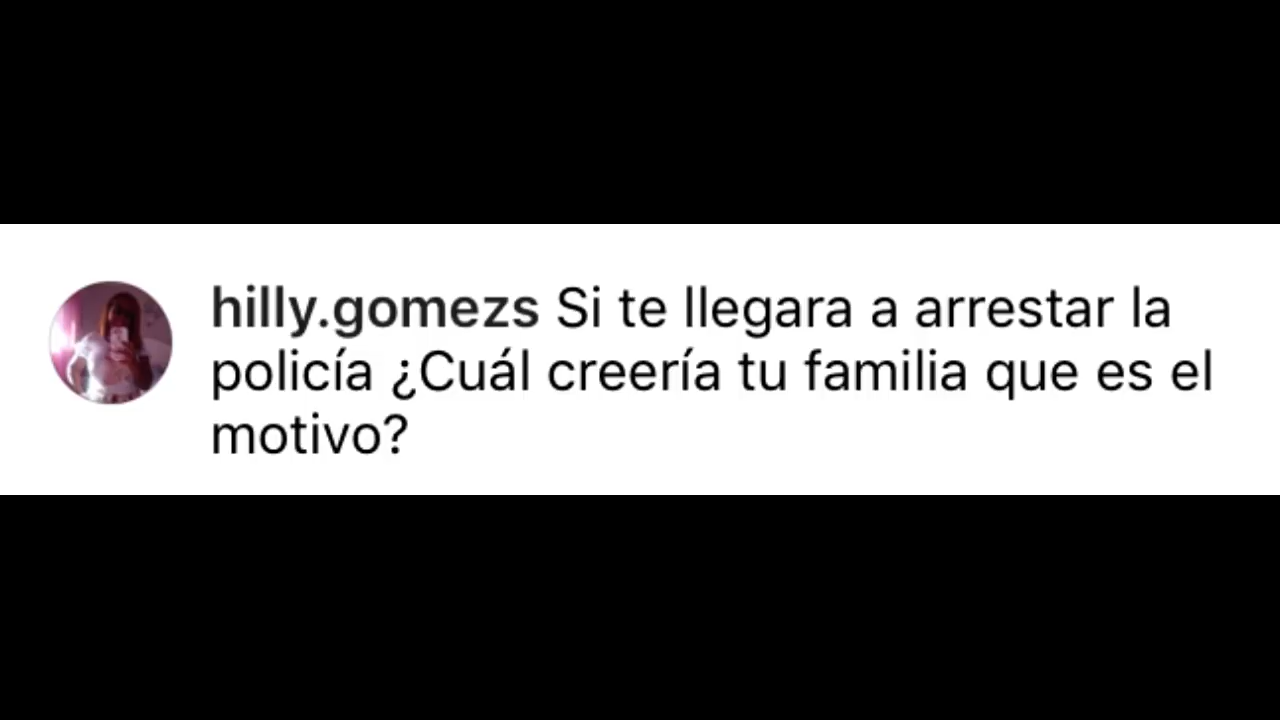 hilly.gomezs Si te llegara a arrestar la
policía ¿Cuál creería tu familia que es el
motivo?